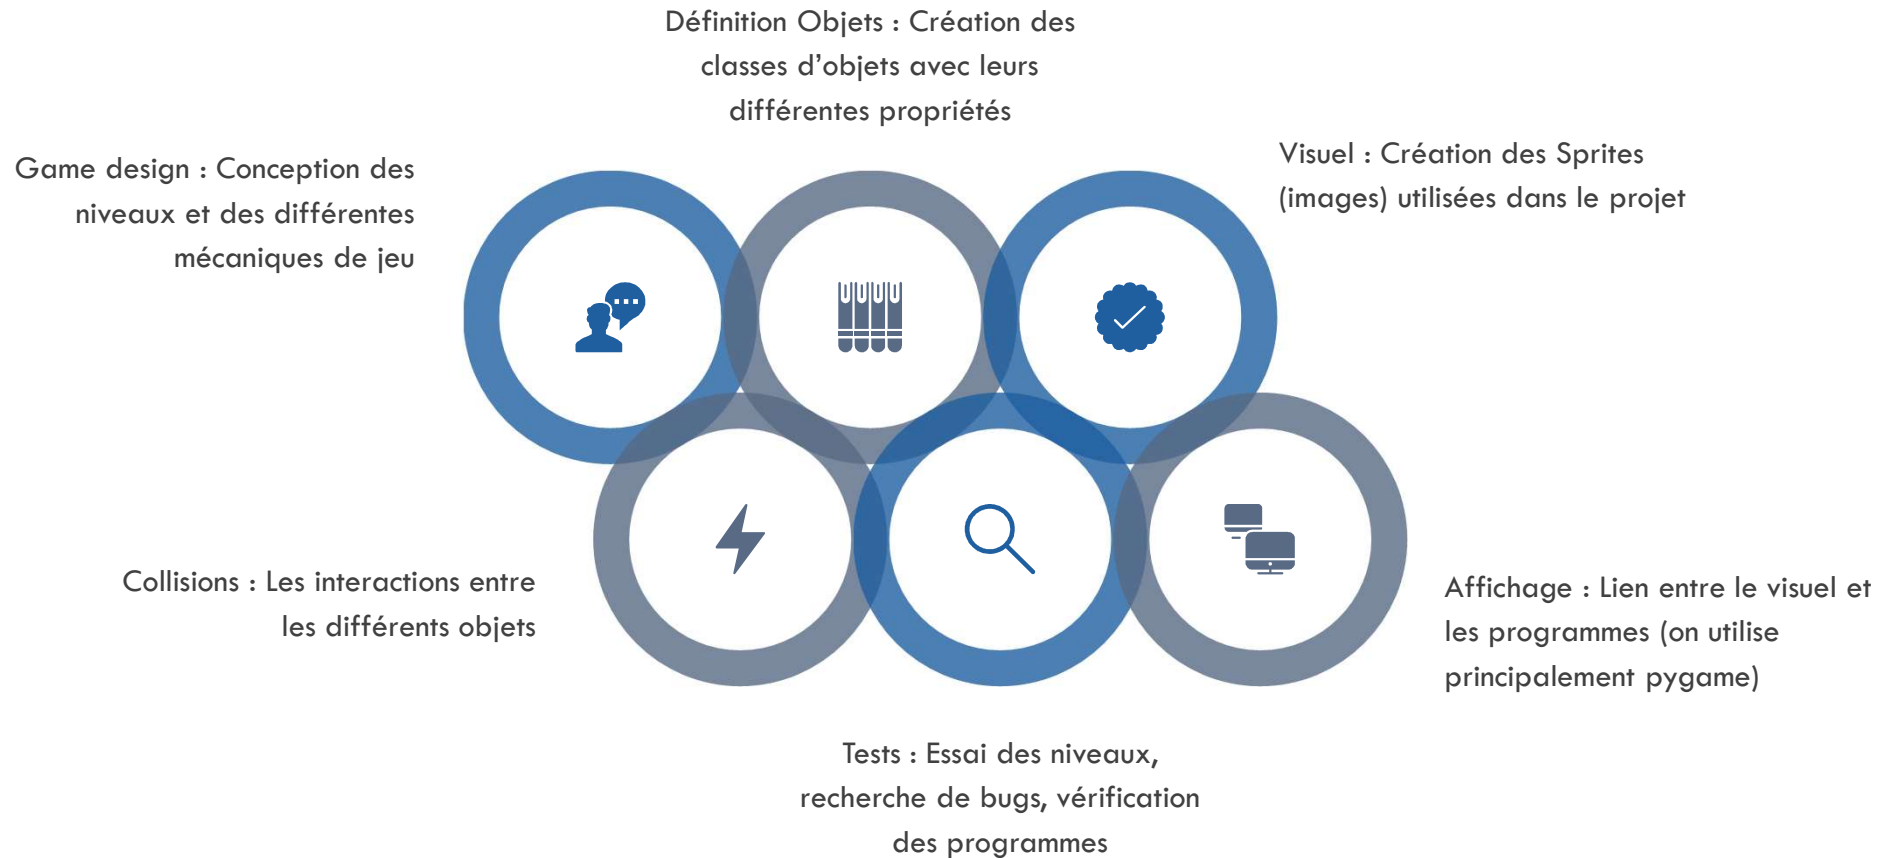 Définition Objets : Création des
classes d’objets avec leurs
différentes propriétés
Game design : Conception des
niveaux et des différentes
mécaniques de jeu
Visuel : Création des Sprites
(images) utilisées dans le projet
Collisions : Les interactions entre
les différents objets
Affichage : Lien entre le visuel et
les programmes (on utilise
principalement pygame)
Tests : Essai des niveaux,
recherche de bugs, vérification
des programmes